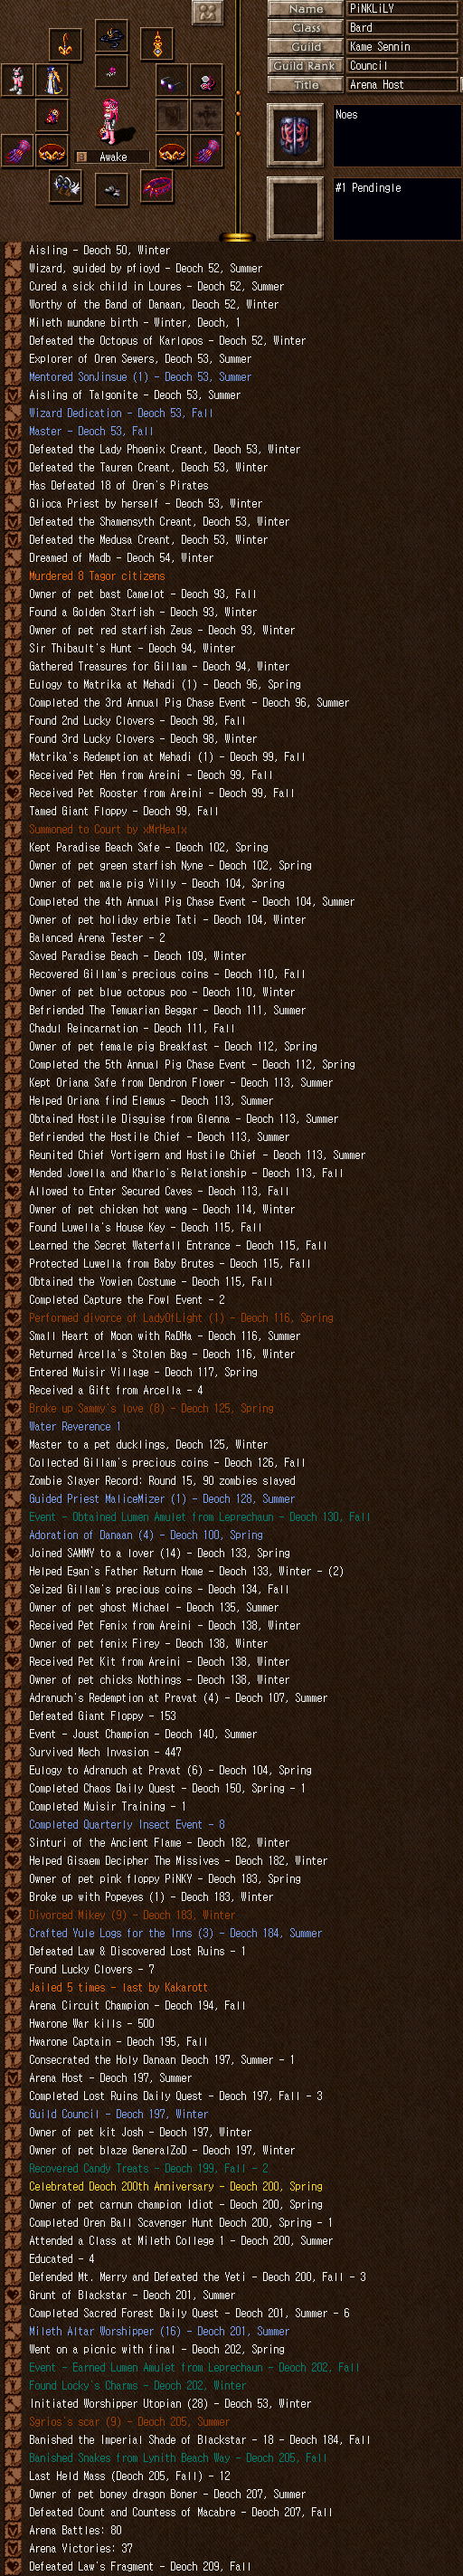 Name PiNKLiLY
Class Bard
Guild Kame Sennin
Guild Rank Council
Title Arena Host
Noes
#1 Pendingle
Awake
Aisling - Deoch 50, Winter
Wizard, guided by pfloyd - Deoch 52, Summer
Cured a sick child in Loures - Deoch 52, Summer
Worthy of the Band of Danaan, Deoch 52, Winter
Mileth mundane birth - Winter, Deoch, 1
Defeated the Octopus of Karlopos - Deoch 52, Winter
Explorer of Oren Sewers, Deoch 53, Summer
Mentored SonJinsue (1) - Deoch 53, Summer
Aisling of Talgonite - Deoch 53, Summer
Wizard Dedication - Deoch 53, Fall
Master - Deoch 53, Fall
Defeated the Lady Phoenix Creant, Deoch 53, Winter
Defeated the Tauren Creant, Deoch 53, Winter
Has Defeated 18 of Oren's Pirates
Glioca Priest by herself - Deoch 53, Winter
Defeated the Shamensyth Creant, Deoch 53, Winter
Defeated the Medusa Creant, Deoch 53, Winter
Dreamed of Madb - Deoch 54, Winter
Murdered 8 Tagor citizens
Owner of pet bast Camelot - Deoch 93, Fall
Found a Golden Starfish - Deoch 93, Winter
Owner of pet red starfish Zeus - Deoch 93, Winter
Sir Thibault's Hunt - Deoch 94, Winter
Gathered Treasures for Gillam - Deoch 94, Winter
Eulogy to Matrika at Mehadi (1) - Deoch 96, Spring
Completed the 3rd Annual Pig Chase Event - Deoch 96, Summer
Found 2nd Lucky Clovers - Deoch 98, Fall
Found 3rd Lucky Clovers - Deoch 98, Winter
Matrika's Redemption at Mehadi (1) - Deoch 99, Fall
Received Pet Hen from Areini - Deoch 99, Fall
Received Pet Rooster from Areini - Deoch 99, Fall
Tamed Giant Floppy - Deoch 99, Fall
Summoned to Court by xMrHealx
Kept Paradise Beach Safe - Deoch 102, Spring
Owner of pet green starfish Nyne - Deoch 102, Spring
Owner of pet male pig Villy - Deoch 104, Spring
Completed the 4th Annual Pig Chase Event - Deoch 104, Summer
Owner of pet holiday erbie Tati - Deoch 104, Winter
Balanced Arena Tester - 2
Saved Paradise Beach - Deoch 109, Winter
Recovered Gillam's precious coins - Deoch 110, Fall
Owner of pet blue octopus poo - Deoch 110, Winter
Befriended The Temuarian Beggar - Deoch 111, Summer
Chadul Reincarnation - Deoch 111, Fall
Owner of pet female pig Breakfast - Deoch 112, Spring
Completed the 5th Annual Pig Chase Event - Deoch 112, Spring
Kept Oriana Safe from Dendron Flower - Deoch 113, Summer
Helped Oriana find Elemus - Deoch 113, Summer
Obtained Hostile Disguise from Glenna - Deoch 113, Summer
Befriended the Hostile Chief - Deoch 113, Summer
Reunited Chief Vortigern and Hostile Chief - Deoch 113, Summer
Mended Jowella and Kharlo's Relationship - Deoch 113, Fall
Allowed to Enter Secured Caves - Deoch 113, Fall
Owner of pet chicken hot wang - Deoch 114, Winter
Found Luwella's House Key - Deoch 115, Fall
Learned the Secret Waterfall Entrance - Deoch 115, Fall
Protected Luvella from Baby Brutes - Deoch 115, Fall
Obtained the Yowien Costume - Deoch 115, Fall
Completed Capture the Fowl Event - 2
Performed divorce of LadyOfLight (1) - Deoch 116, Spring
Small Heart of Moon with RaDHa - Deoch 116, Summer
Returned Arcella's Stolen Bag - Deoch 116, Winter
Entered Muisir Village - Deoch 117, Spring
Received a Gift from Arcella - 4
Broke up Sammy's love (8) - Deoch 125, Spring
Water Reverence 1
Master to a pet ducklings, Deoch 125, Winter
Collected Gillam's precious coins - Deoch 126, Fall
Zombie Slayer Record: Round 15, 90 zombies slayed
Guided Priest MaliceMizer (1) - Deoch 128, Summer
Event - Obtained Lumen Amulet from Leprechaun - Deoch 130, Fall
Adoration of Danaan (4) - Deoch 100, Spring
Joined SAMMY to a lover (14) - Deoch 133, Spring
Helped Egan's Father Return Home - Deoch 133, Winter - (2)
Seized Gillam's precious coins - Deoch 134, Fall
Owner of pet ghost Michael - Deoch 135, Summer
Received Pet Fenix from Areini - Deoch 138, Winter
Owner of pet fenix Firey - Deoch 138, Winter
Received Pet Kit from Areini - Deoch 138, Winter
Owner of pet chicks Nothings - Deoch 138, Winter
Adranuch's Redemption at Pravat (4) - Deoch 107, Summer
Defeated Giant Floppy - 153
Event - Joust Champion - Deoch 140, Summer
Survived Mech Invasion - 447
Eulogy to Adranuch at Pravat (6) - Deoch 104, Spring
Completed Chaos Daily Quest - Deoch 150, Spring - 1
Completed Muisir Training - 1
Completed Quarterly Insect Event - 8
Sinturi of the Ancient Flame - Deoch 182, Winter
Helped Gisaem Decipher The Missives - Deoch 182, Winter
Owner of pet pink floppy PiNKY - Deoch 183, Spring
Broke up with Popeyes (1) - Deoch 183, Winter
Divorced Mikey (9) - Deoch 183, Winter
Crafted Yule Logs for the Inns (3) - Deoch 184, Summer
Defeated Law & Discovered Lost Ruins - 1
Found Lucky Clovers - 7
Jailed 5 times - last by Kakarott
Arena Circuit Champion - Deoch 194, Fall
Hwarone War kills - 500
Hwarone Captain - Deoch 195, Fall
Consecrated the Holy Danaan Deoch 197, Summer - 1
Arena Host - Deoch 197, Summer
Completed Lost Ruins Daily Quest - Deoch 197, Fall - 3
Guild Council - Deoch 197, Winter
Owner of pet kit Josh - Deoch 197, Winter
Owner of pet blaze GeneralZoD - Deoch 197, Winter
Recovered Candy Treats - Deoch 199, Fall - 2
Celebrated Deoch 200th Anniversary - Deoch 200, Spring
Owner of pet carnun champion Idiot - Deoch 200, Spring
Completed Oren Ball Scavenger Hunt Deoch 200, Spring - 1
Attended a Class at Mileth College 1 - Deoch 200, Summer
Educated - 4
Defended Mt. Merry and Defeated the Yeti - Deoch 200, Fall - 3
Grunt of Blackstar - Deoch 201, Summer
Completed Sacred Forest Daily Quest - Deoch 201, Summer - 6
Mileth Altar Worshipper (16) - Deoch 201, Summer
Went on a picnic with final - Deoch 202, Spring
Event - Earned Lumen Amulet from Leprechaun - Deoch 202, Fall
Found Locky's Charms - Deoch 202, Winter
Initiated Worshipper Utopian (28) - Deoch 53, Winter
Sgrios's scar (9) - Deoch 205, Summer
Banished the Imperial Shade of Blackstar - 18 - Deoch 184, Fall
Banished Snakes from Lynith Beach Way - Deoch 205, Fall
Last Held Mass (Deoch 205, Fall) - 12
Owner of pet boney dragon Boner - Deoch 207, Summer
Defeated Count and Countess of Macabre - Deoch 207, Fall
Arena Battles: 80
Arena Victories: 37
Defeated Law's Fragment - Deoch 209, Fall